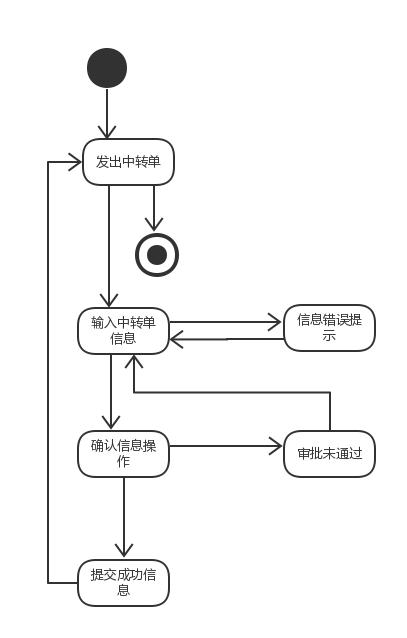 发出中转单
输入中转单
信息
信息错误提
示
确认信息操
作
审批未通过
提交成功信
息